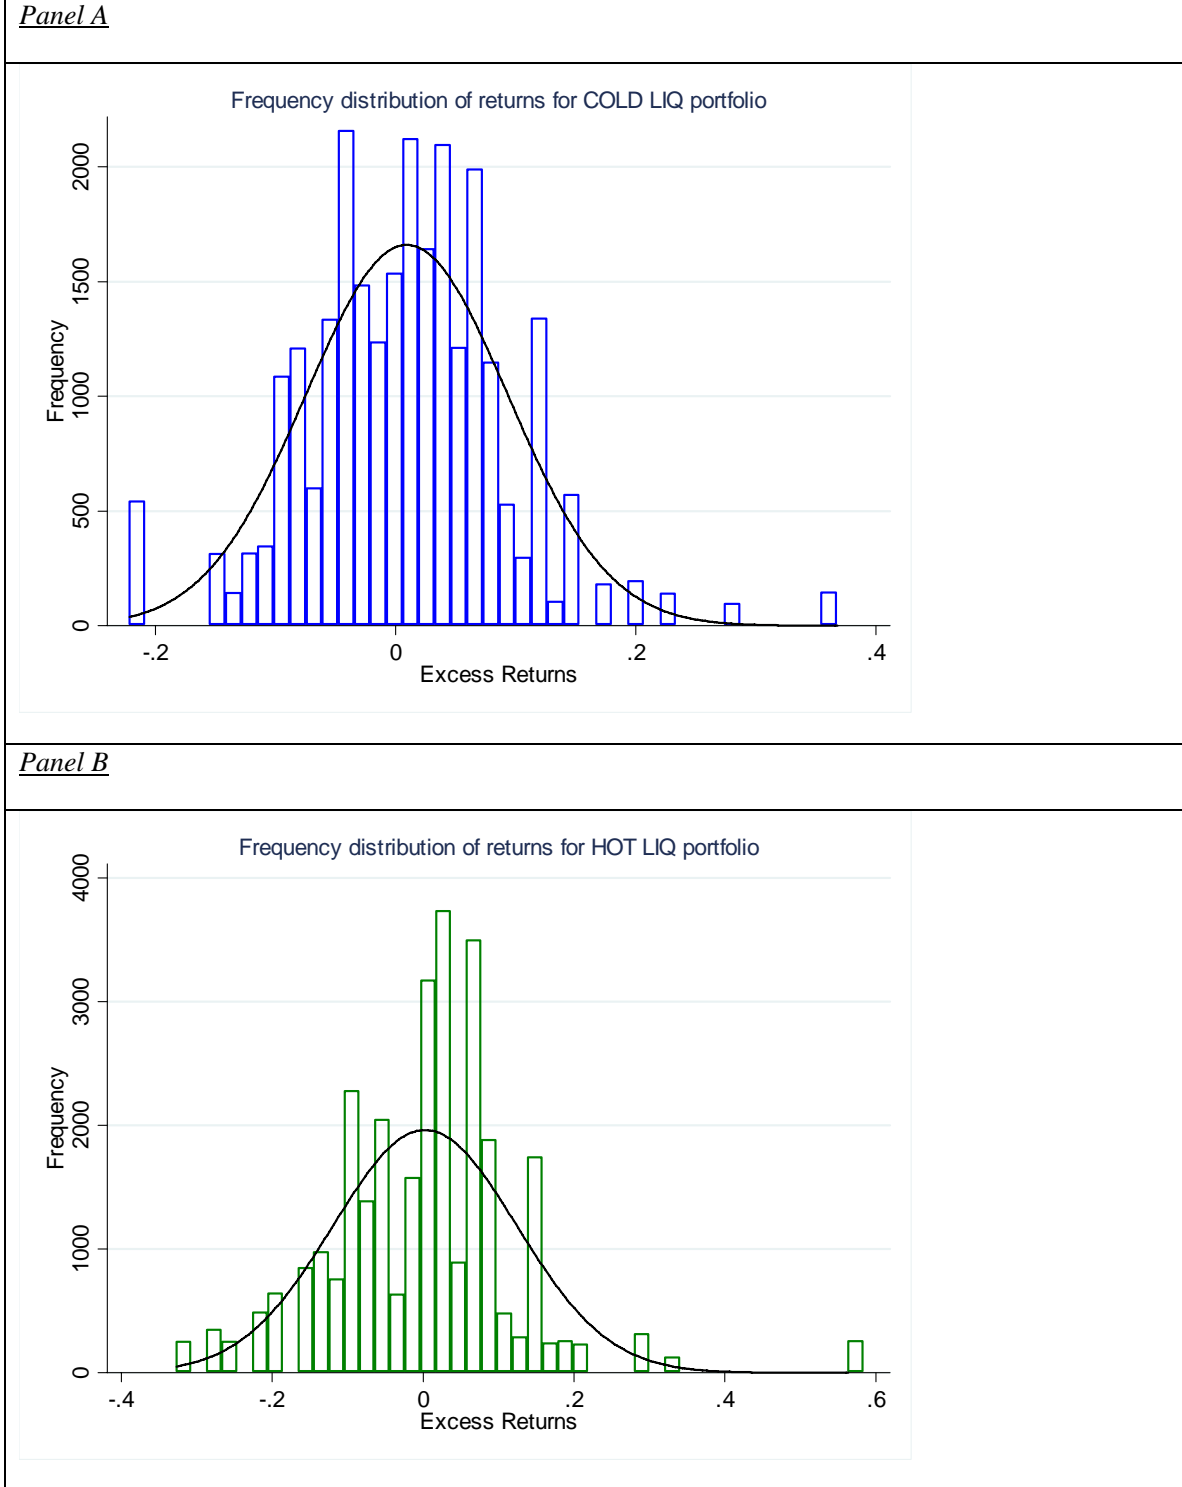 Panel A
Frequency distribution of returns for COLD LIQ portfolio
Frequency
2000
1500
1000
500
0
-.2
0
.2
.4
Excess Returns
Panel B
Frequency distribution of returns for HOT LIQ portfolio
Frequency
4000
3000
2000
1000
0
-.4
-.2
0
.2
.4
.6
Excess Returns